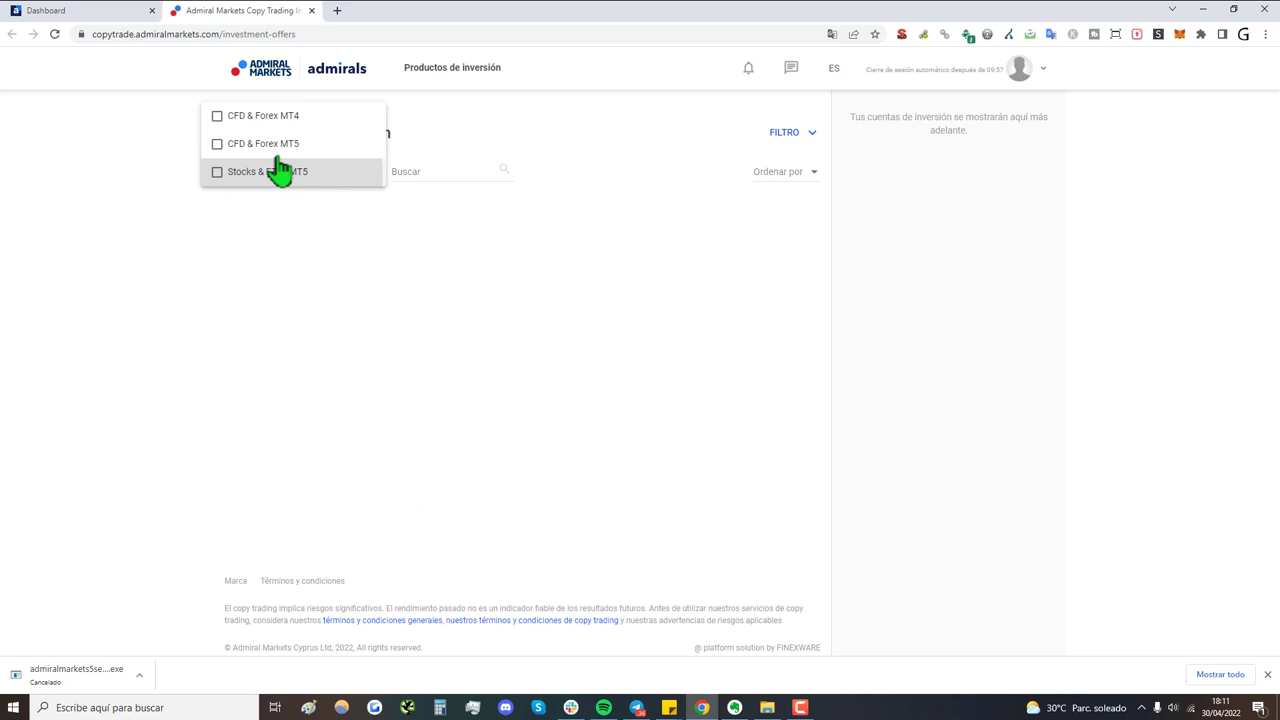 Dashboard
Admiral Markets Copy Trading In
copytrade.admiralmarkets.com/investment-offers
ADMIRAL MARKETS
admirals
Productos de inversión
ES
Cierre de sesión automático después de 09:57
CFD & Forex MT4
CFD & Forex MT5
Stocks & MT5
n
FILTRO
Buscar
Ordenar por
Tus cuentas de inversión se mostrarán aquí más
adelante.
Marca
Términos y condiciones
El copy trading implica riesgos significativos. El rendimiento pasado no es un indicador fiable de los resultados futuros. Antes de utilizar nuestros servicios de copy
trading, considera nuestros términos y condiciones generales, nuestros términos y condiciones de copy trading y nuestras advertencias de riesgos aplicables
© Admiral Markets Cyprus Ltd, 2022, All rights reserved.
@ platform solution by FINEXWARE
admiralmarkets5se....exe
Cancelado
Mostrar todo
Escribe aquí para buscar
30°C Parc. soleado
18:11
30/04/2022